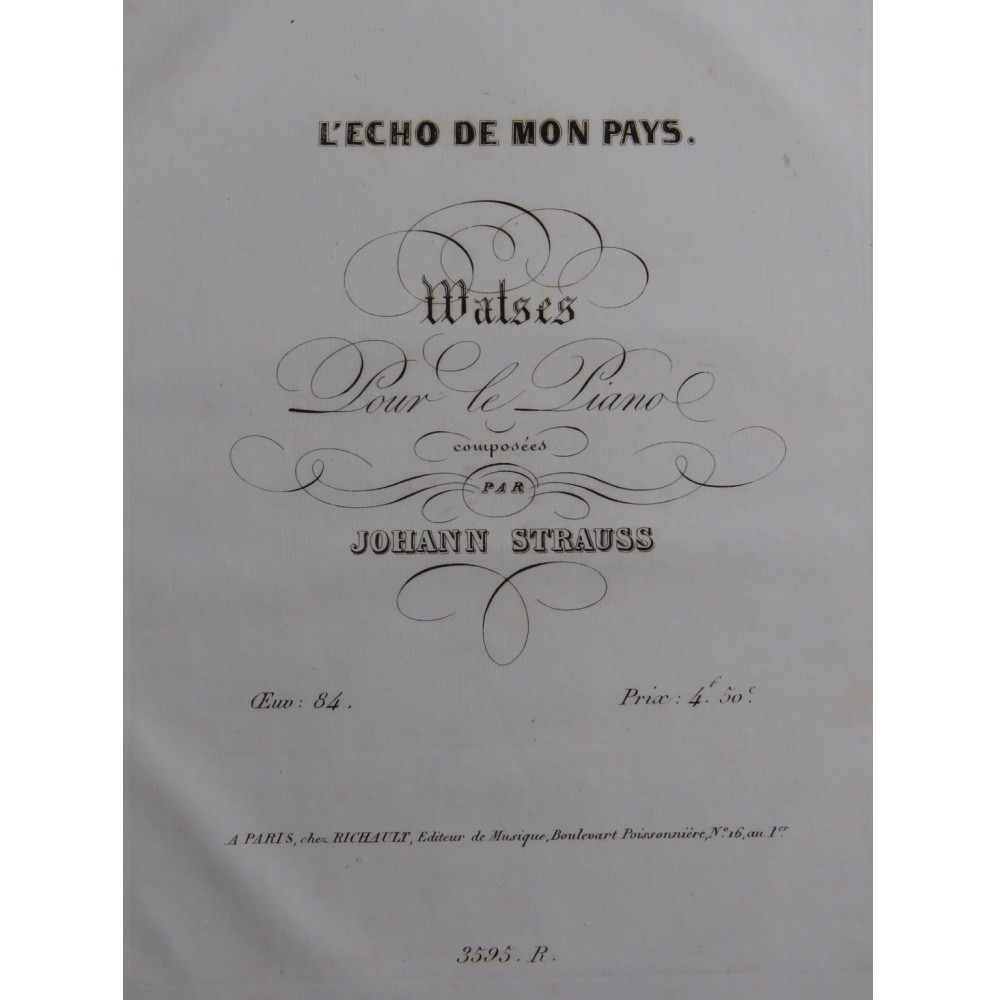 L'ECHO DE MON PAYS.
Walses
Pour le Piano
composées
PAR
JOHANN STRAUSS
Œuv: 84.
Prix: 4f. 50c.
A PARIS, chez RICHAULT, Editeur de Musique, Boulevart Poissonnière, No. 16, au 1er.
3595. R.